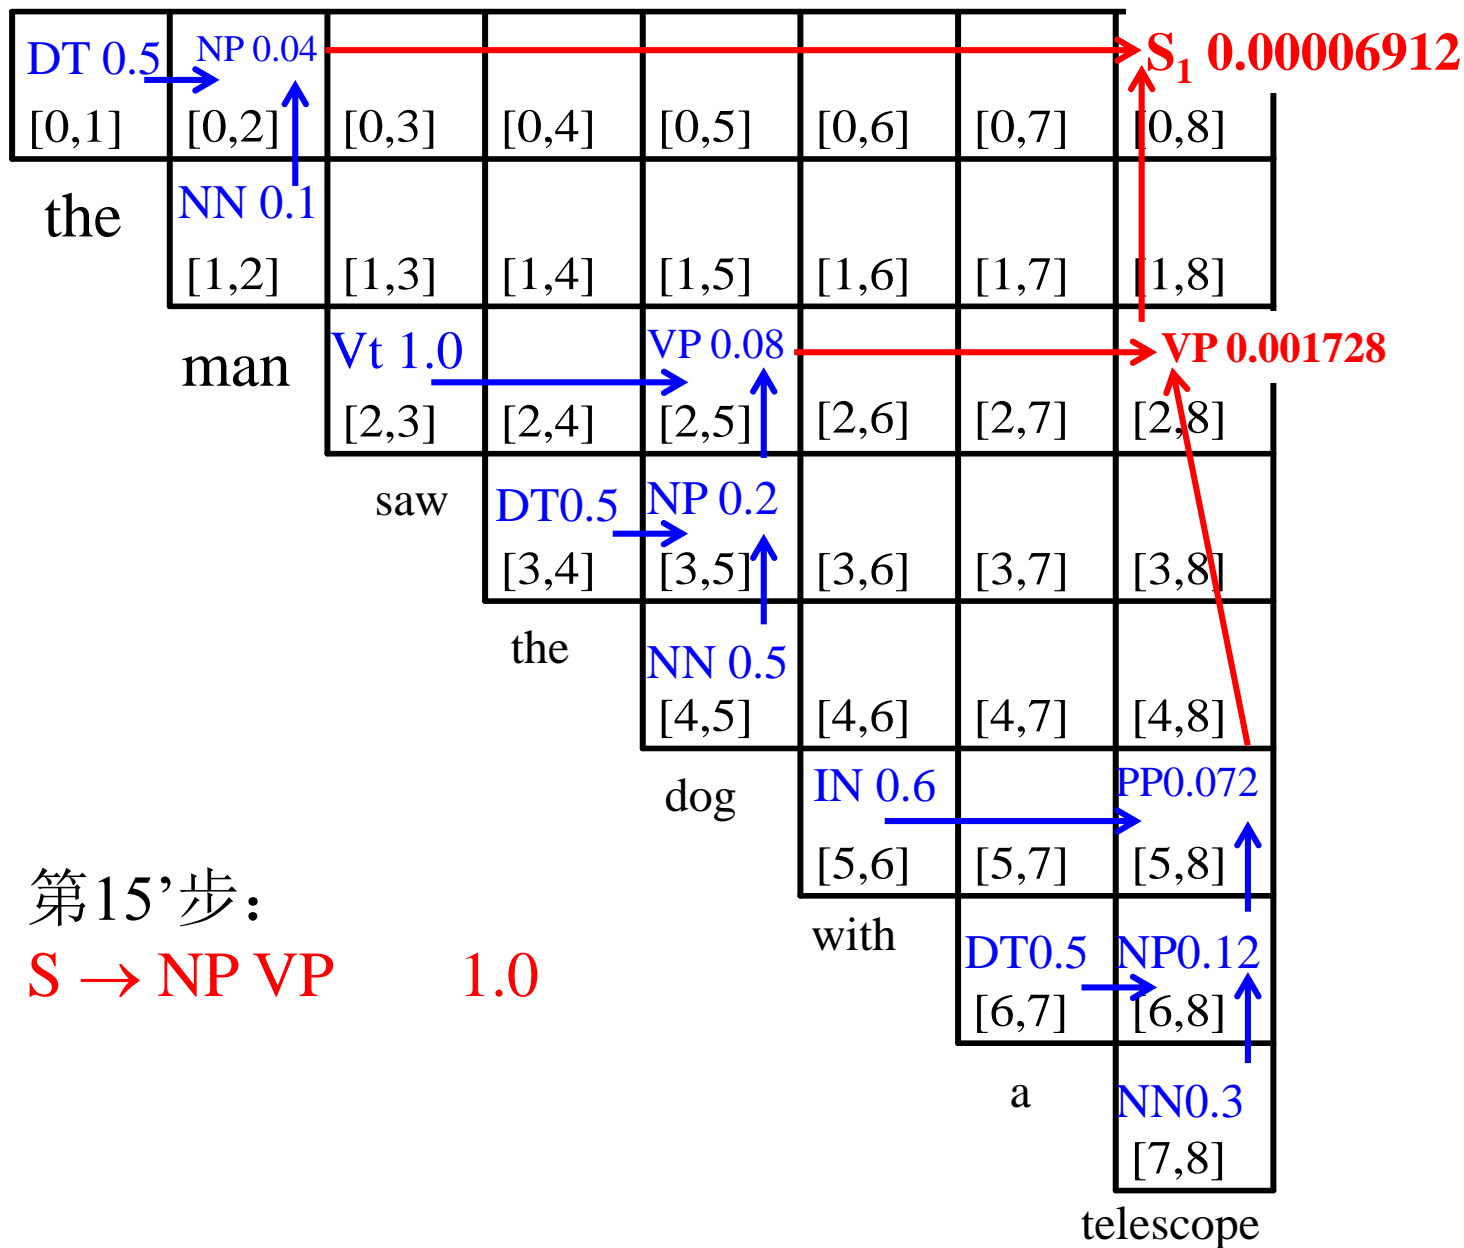 DT 0.5 NP 0.04 S₁ 0.00006912
[0,1] [0,2] [0,3] [0,4] [0,5] [0,6] [0,7] [0,8]
the NN 0.1
[1,2] [1,3] [1,4] [1,5] [1,6] [1,7] [1,8]
man Vt 1.0 VP 0.08 VP 0.001728
[2,3] [2,4] [2,5] [2,6] [2,7] [2,8]
saw DT0.5 NP 0.2
[3,4] [3,5] [3,6] [3,7] [3,8]
the NN 0.5
[4,5] [4,6] [4,7] [4,8]
dog IN 0.6 PP0.072
[5,6] [5,7] [5,8]
第15’步：
with DT0.5 NP0.12
S → NP VP 1.0
[6,7] [6,8]
a NN0.3
[7,8]
telescope